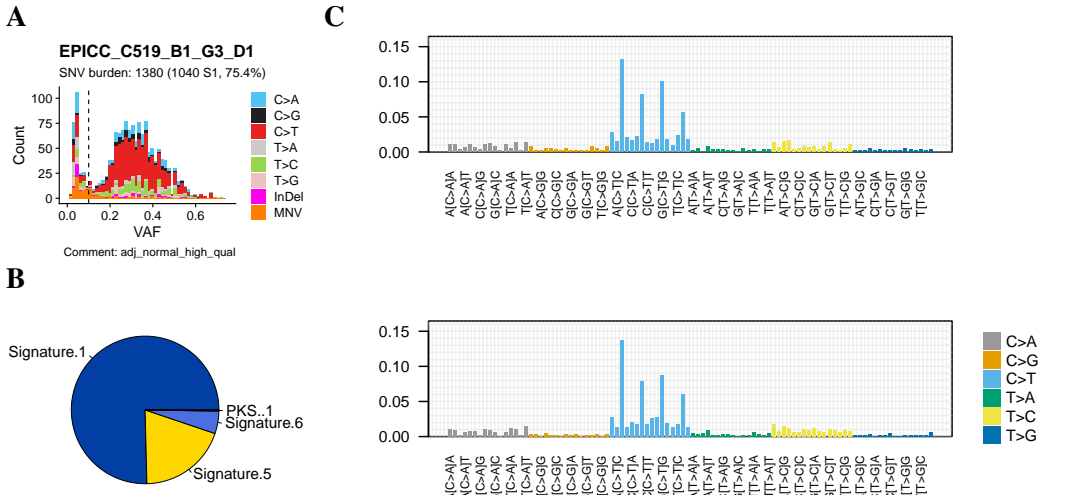 A
EPICC_C519_B1_G3_D1
SNV burden: 1380 (1040 S1, 75.4%)
Count
100
75
50
25
0
0.0 0.2 0.4 0.6
VAF
C>A
C>G
C>T
T>A
T>C
T>G
InDel
MNV
Comment: adj_normal_high_qual
B
Signature.1
PKS..1
Signature.6
Signature.5
C
0.15
0.10
0.05
0.00
A[C>A]A
A[C>A]T
C[C>A]G
G[C>A]C
T[C>A]A
T[C>A]T
A[C>G]G
C[C>G]C
G[C>G]A
G[C>G]T
T[C>G]G
A[C>T]C
C[C>T]A
C[C>T]T
G[C>T]G
T[C>T]C
A[T>A]A
A[T>A]T
C[T>A]G
G[T>A]C
T[T>A]A
T[T>A]T
A[T>C]G
C[T>C]C
G[T>C]A
G[T>C]T
T[T>C]G
A[T>G]C
C[T>G]A
C[T>G]T
G[T>G]G
T[T>G]C
0.15
0.10
0.05
0.00
[C>A]A
[C>A]T
[C>A]G
[C>A]C
[C>A]A
[C>A]T
[C>G]G
[C>G]C
[C>G]A
[C>G]T
[C>G]G
[C>T]C
[C>T]A
[C>T]T
[C>T]G
[C>T]C
[T>A]A
[T>A]T
[T>A]G
[T>A]C
[T>A]A
[T>A]T
[T>C]G
[T>C]C
[T>C]A
[T>C]T
[T>C]G
[T>G]C
[T>G]A
[T>G]T
[T>G]G
[T>G]C
C>A
C>G
C>T
T>A
T>C
T>G